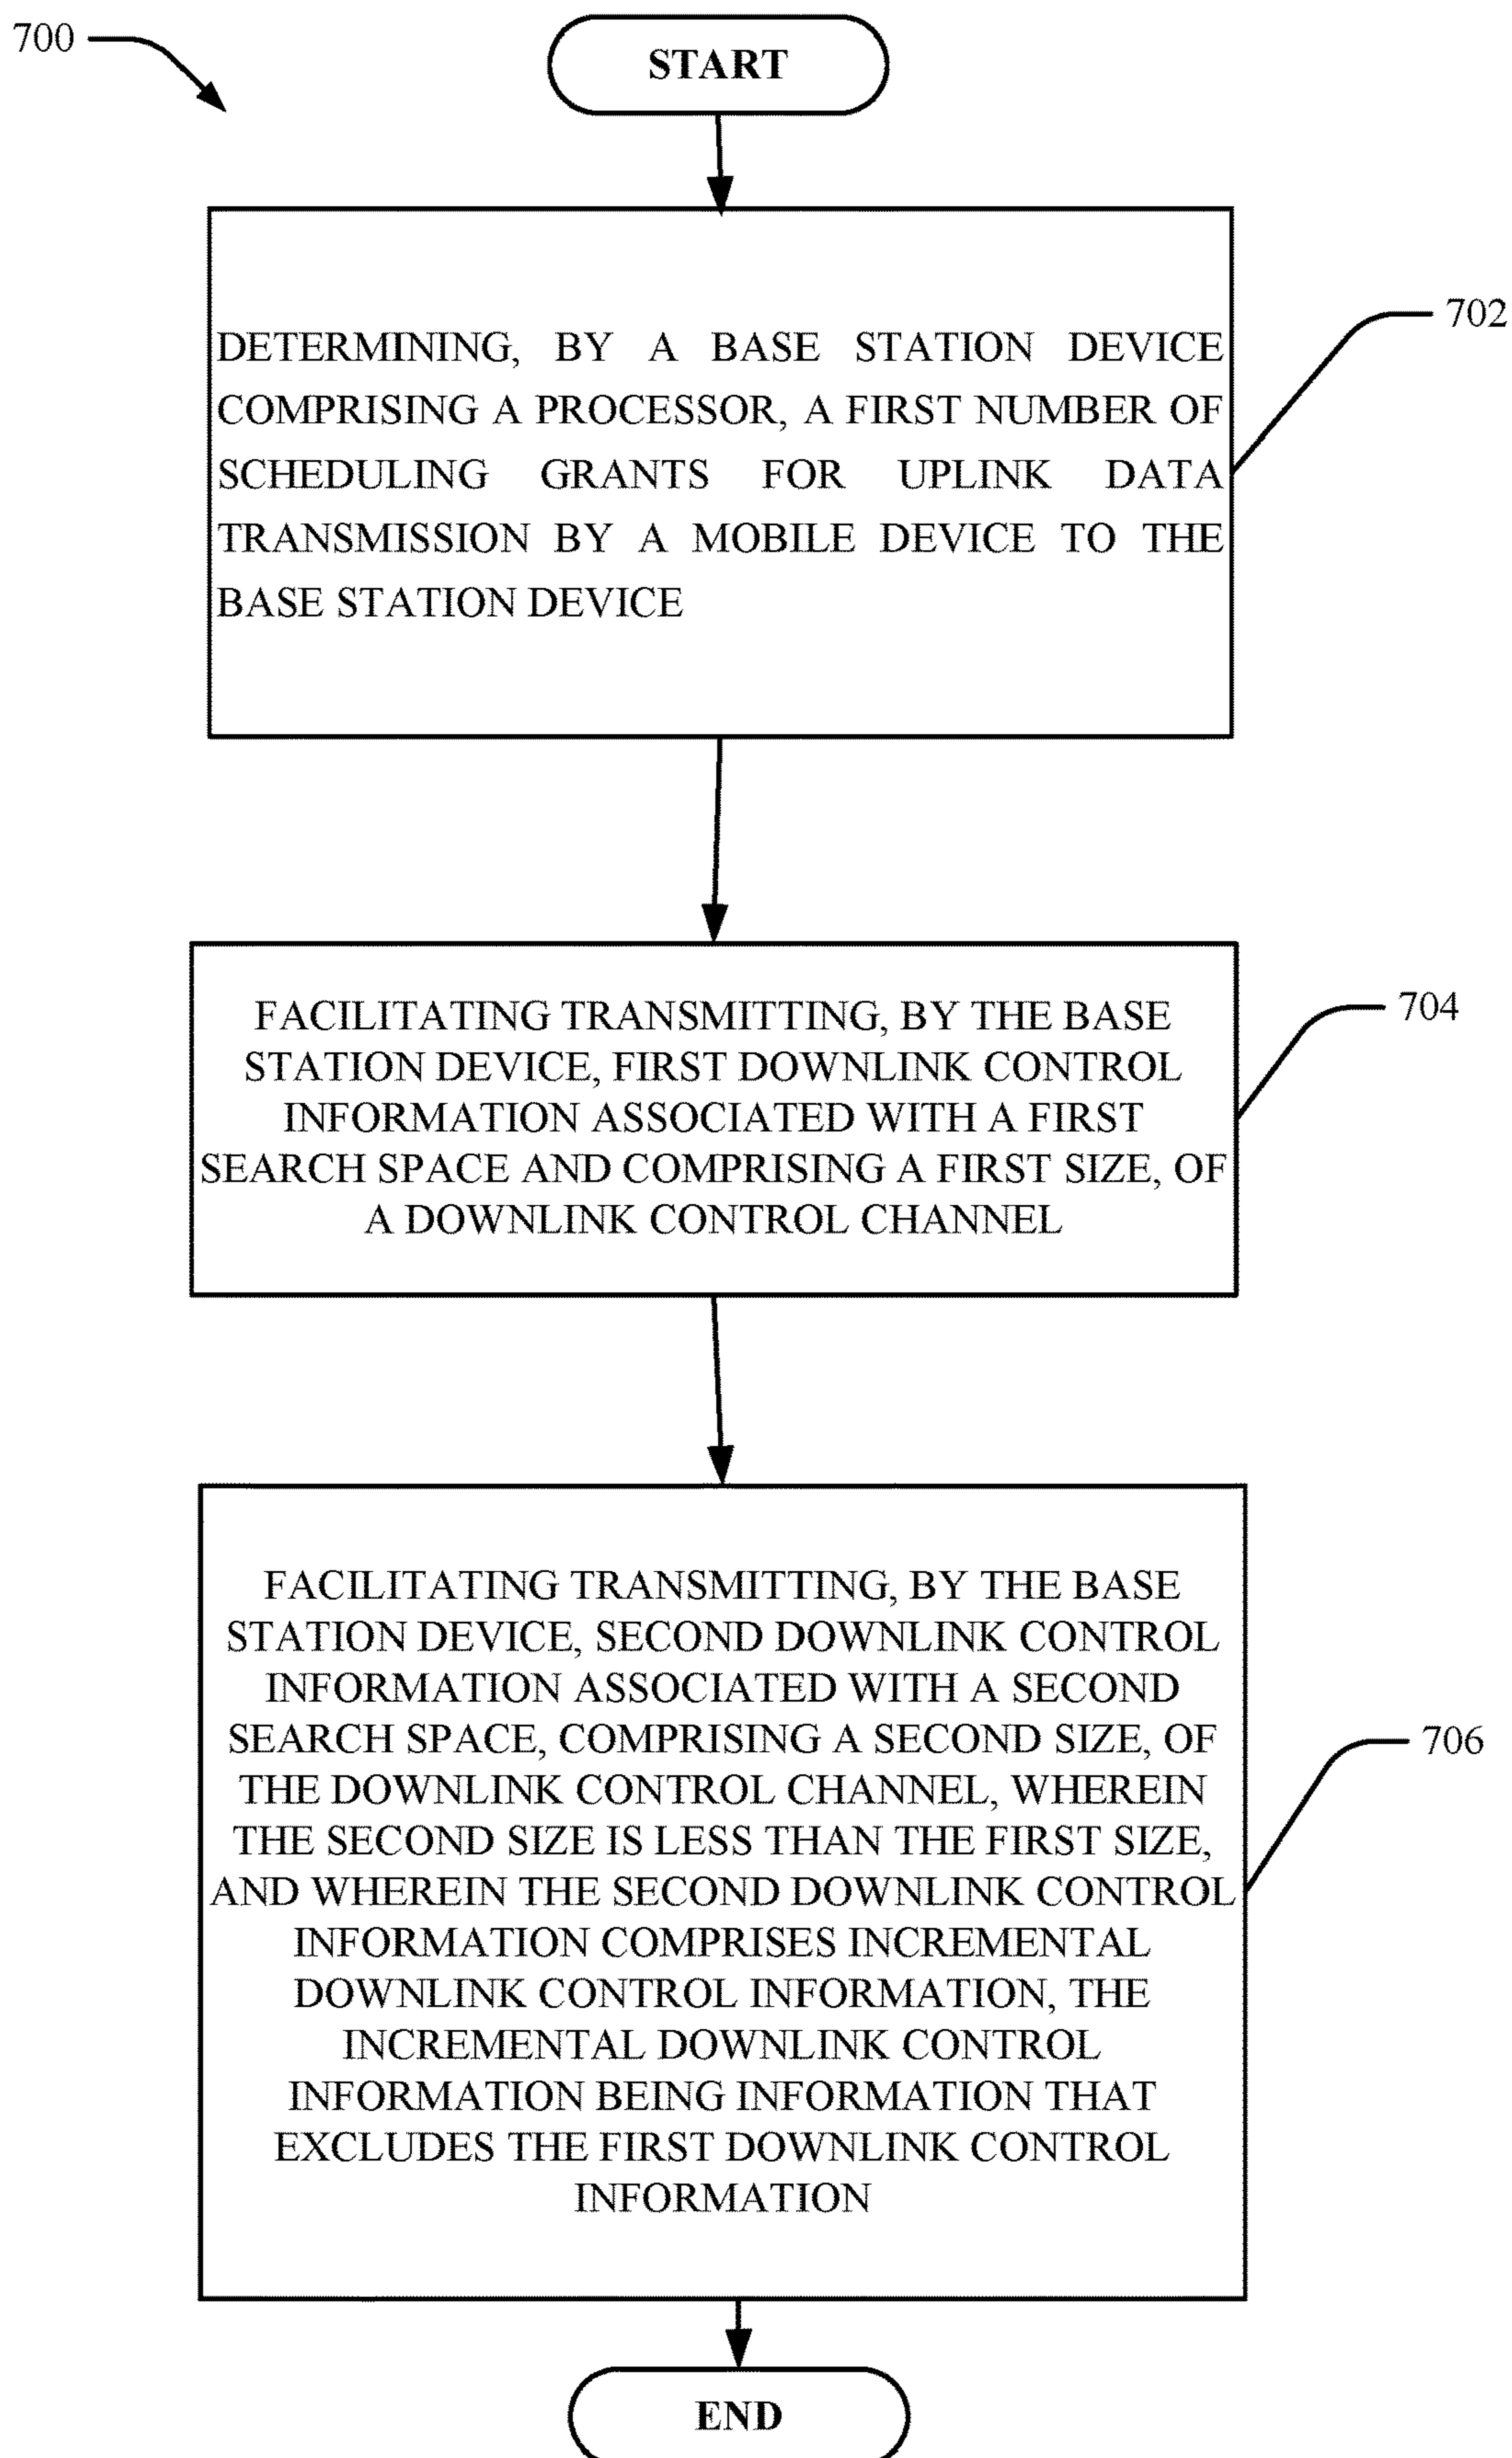 700
START
DETERMINING, BY A BASE STATION DEVICE
COMPRISING A PROCESSOR, A FIRST NUMBER OF
SCHEDULING GRANTS FOR UPLINK DATA
TRANSMISSION BY A MOBILE DEVICE TO THE
BASE STATION DEVICE
702
FACILITATING TRANSMITTING, BY THE BASE
STATION DEVICE, FIRST DOWNLINK CONTROL
INFORMATION ASSOCIATED WITH A FIRST
SEARCH SPACE AND COMPRISING A FIRST SIZE, OF
A DOWNLINK CONTROL CHANNEL
704
FACILITATING TRANSMITTING, BY THE BASE
STATION DEVICE, SECOND DOWNLINK CONTROL
INFORMATION ASSOCIATED WITH A SECOND
SEARCH SPACE, COMPRISING A SECOND SIZE, OF
THE DOWNLINK CONTROL CHANNEL, WHEREIN
THE SECOND SIZE IS LESS THAN THE FIRST SIZE,
AND WHEREIN THE SECOND DOWNLINK CONTROL
INFORMATION COMPRISES INCREMENTAL
DOWNLINK CONTROL INFORMATION, THE
INCREMENTAL DOWNLINK CONTROL
INFORMATION BEING INFORMATION THAT
EXCLUDES THE FIRST DOWNLINK CONTROL
INFORMATION
706
END